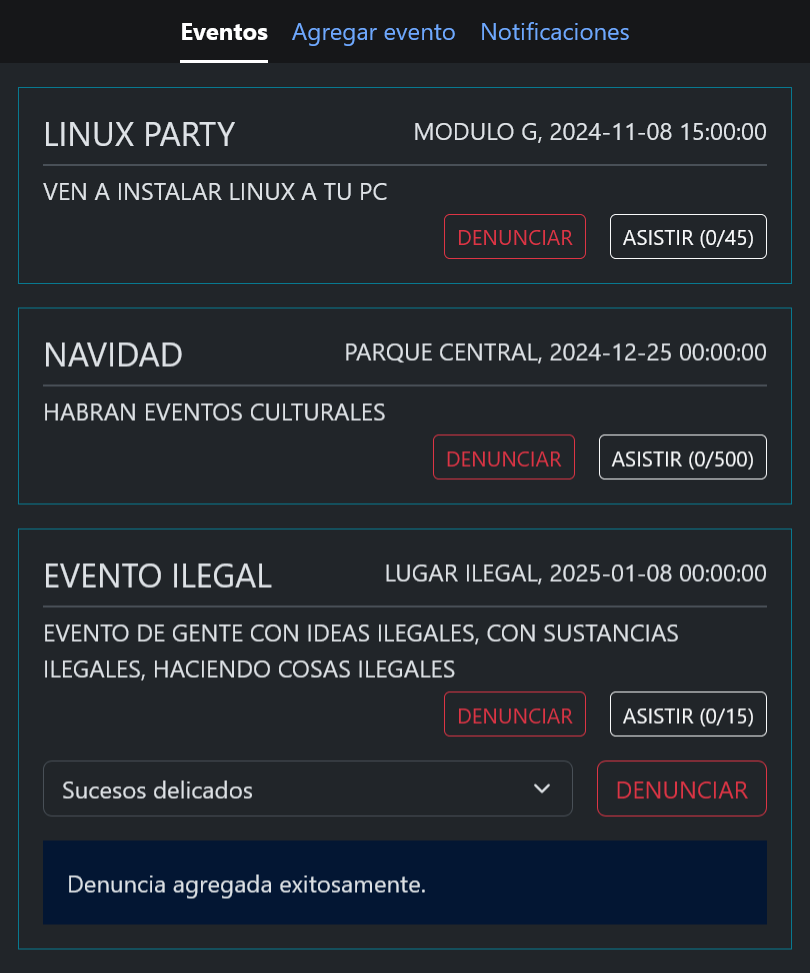 Eventos Agregar evento Notificaciones
LINUX PARTY MODULO G, 2024-11-08 15:00:00
VEN A INSTALAR LINUX A TU PC
DENUNCIAR ASISTIR (0/45)
NAVIDAD PARQUE CENTRAL, 2024-12-25 00:00:00
HABRAN EVENTOS CULTURALES
DENUNCIAR ASISTIR (0/500)
EVENTO ILEGAL LUGAR ILEGAL, 2025-01-08 00:00:00
EVENTO DE GENTE CON IDEAS ILEGALES, CON SUSTANCIAS
ILEGALES, HACIENDO COSAS ILEGALES
DENUNCIAR ASISTIR (0/15)
Sucesos delicados DENUNCIAR
Denuncia agregada exitosamente.